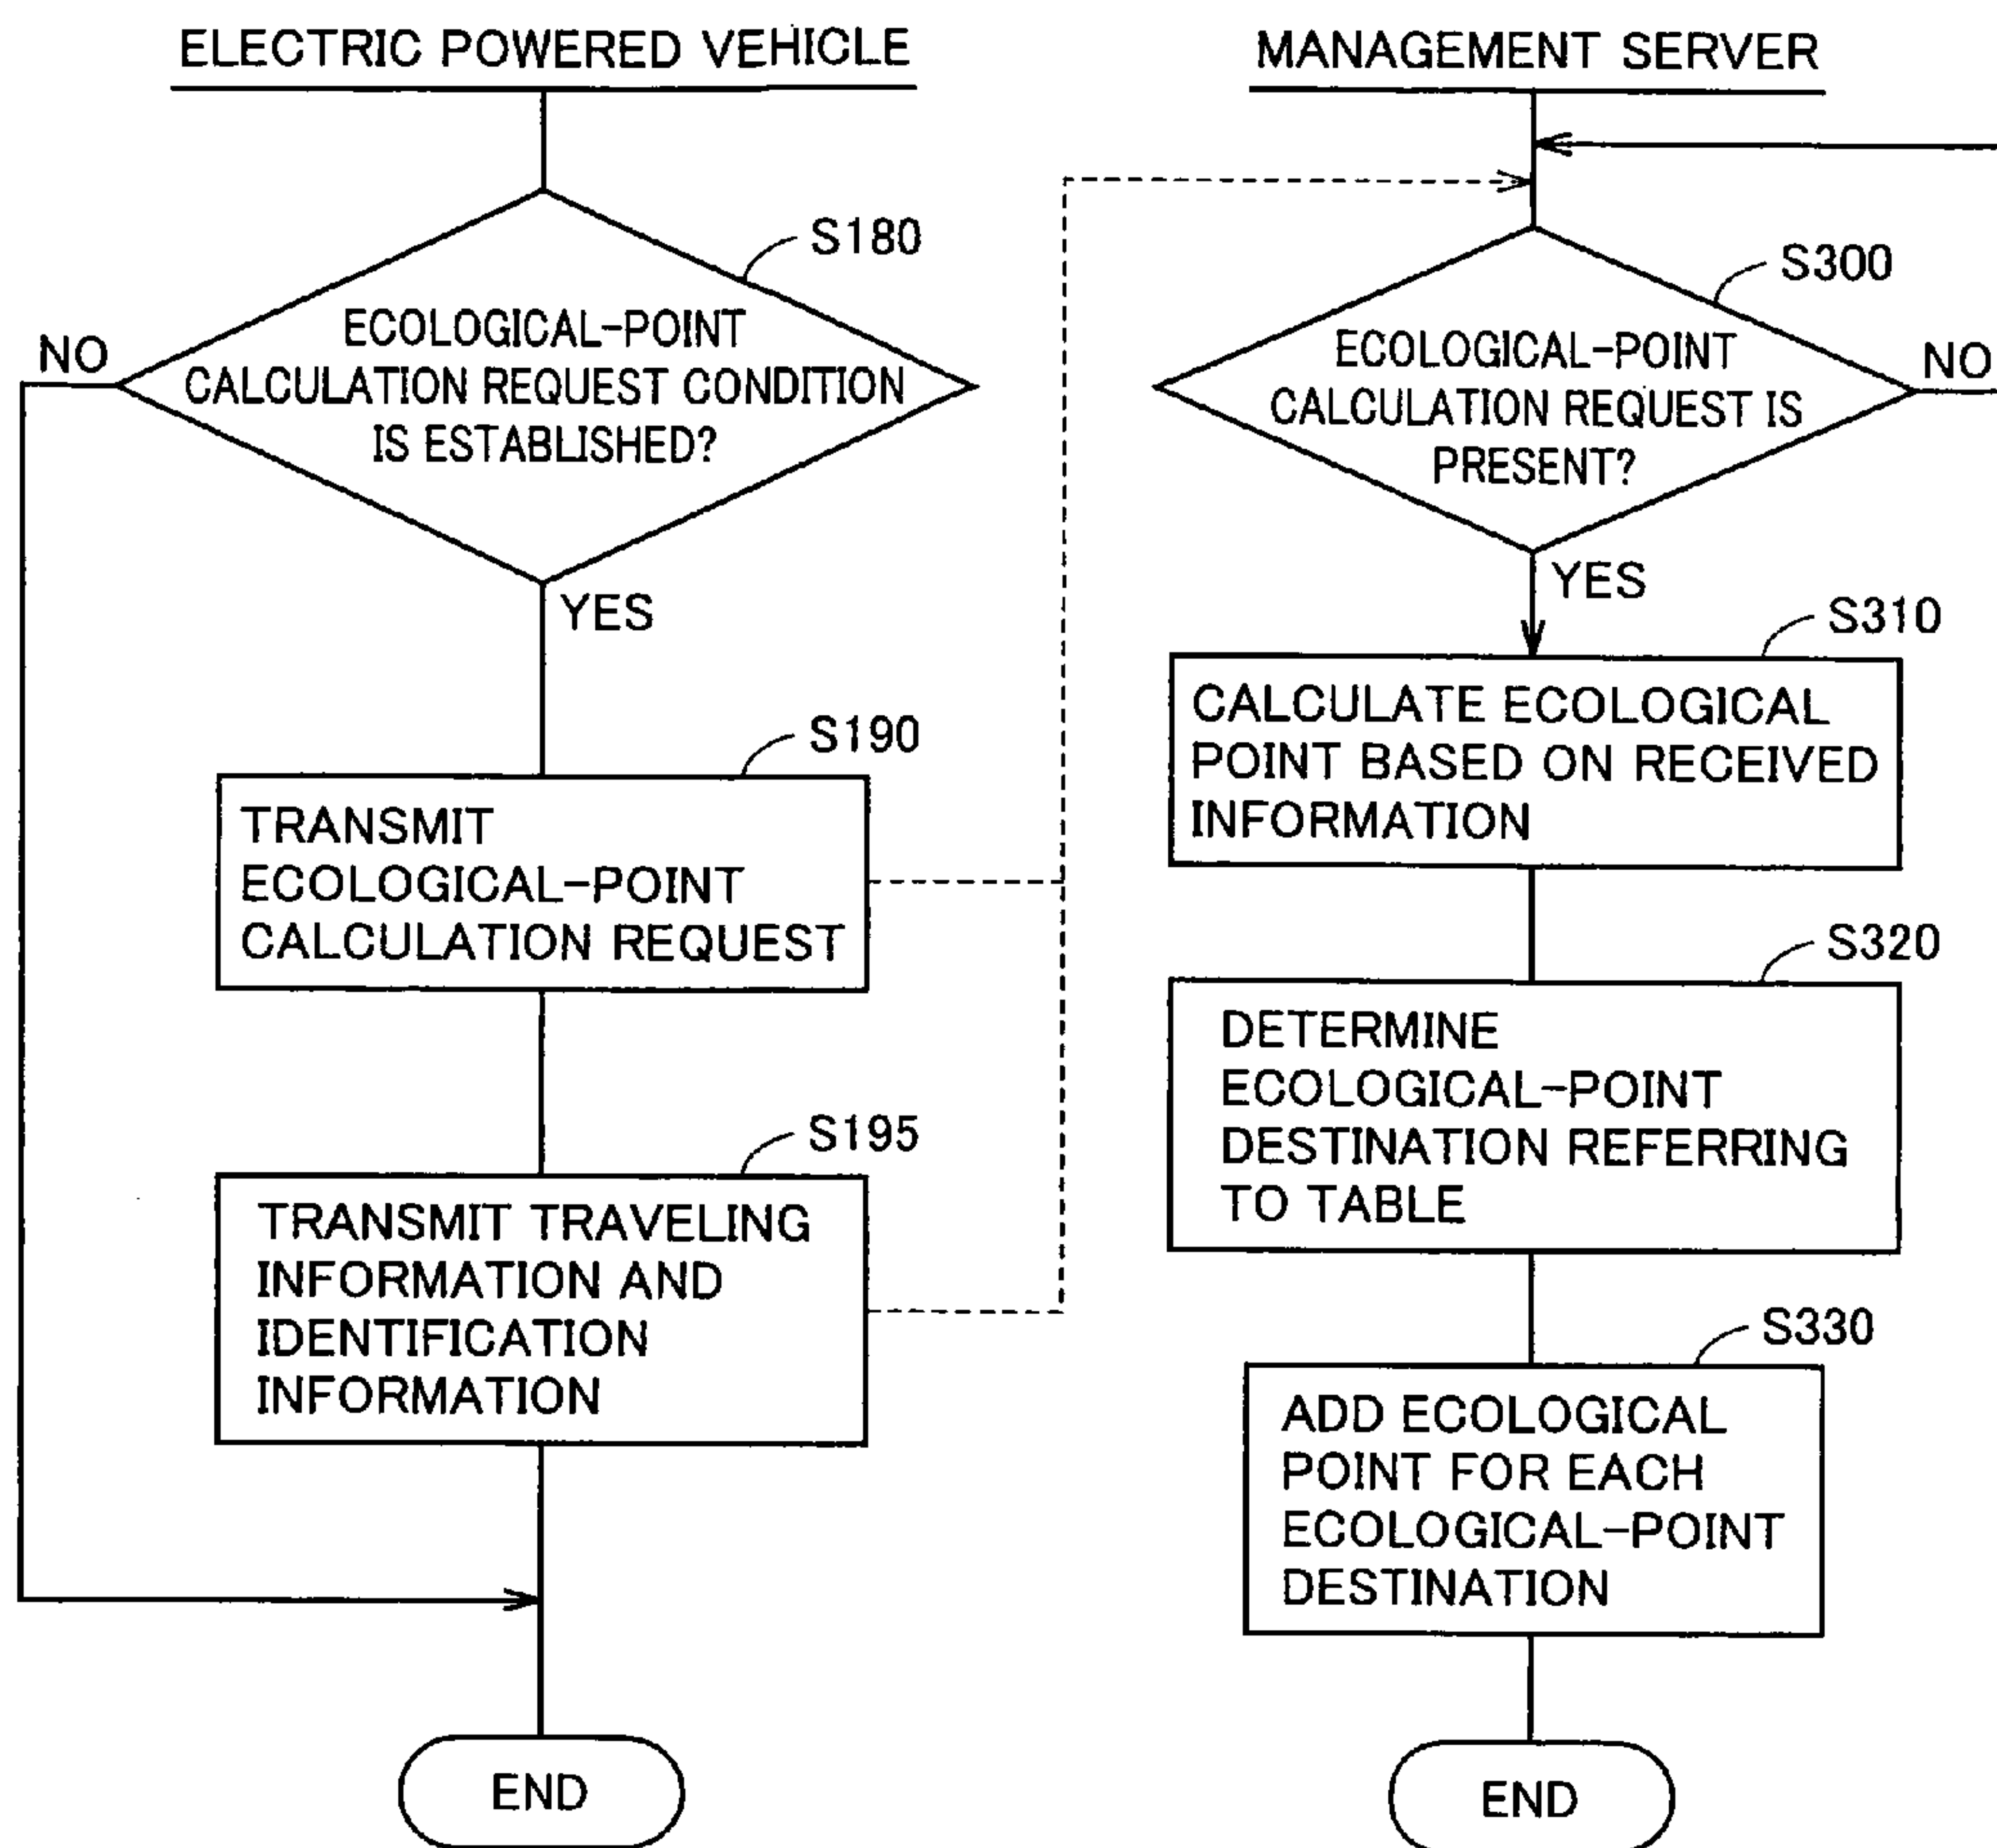 ELECTRIC POWERED VEHICLE
S180
ECOLOGICAL-POINT
CALCULATION REQUEST CONDITION
IS ESTABLISHED?
NO
YES
S190
TRANSMIT
ECOLOGICAL-POINT
CALCULATION REQUEST
S195
TRANSMIT TRAVELING
INFORMATION AND
IDENTIFICATION
INFORMATION
END
MANAGEMENT SERVER
S300
ECOLOGICAL-POINT
CALCULATION REQUEST IS
PRESENT?
NO
YES
S310
CALCULATE ECOLOGICAL
POINT BASED ON RECEIVED
INFORMATION
S320
DETERMINE
ECOLOGICAL-POINT
DESTINATION REFERRING
TO TABLE
S330
ADD ECOLOGICAL
POINT FOR EACH
ECOLOGICAL-POINT
DESTINATION
END